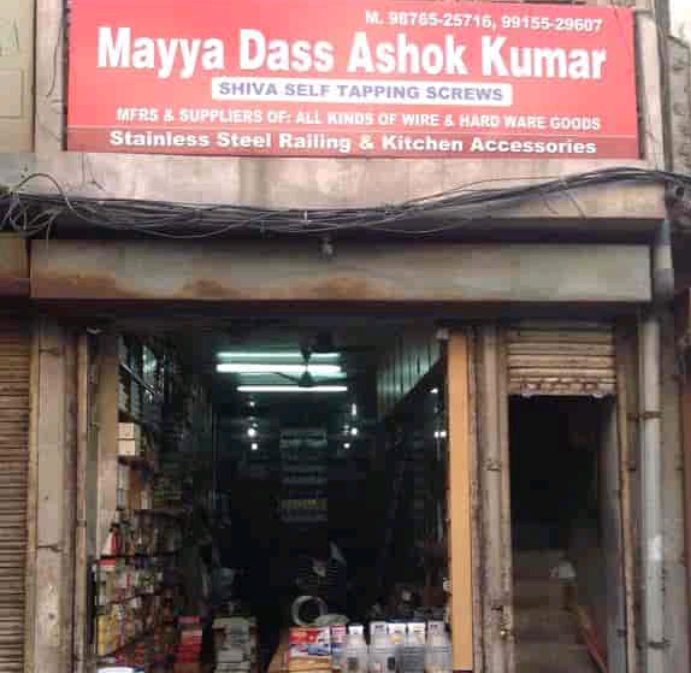 M. 98765-25716, 99155-29607
Mayya Dass Ashok Kumar
SHIVA SELF TAPPING SCREWS
MFRS & SUPPLIERS OF: ALL KINDS OF WIRE & HARD WARE GOODS
Stainless Steel Railing & Kitchen Accessories